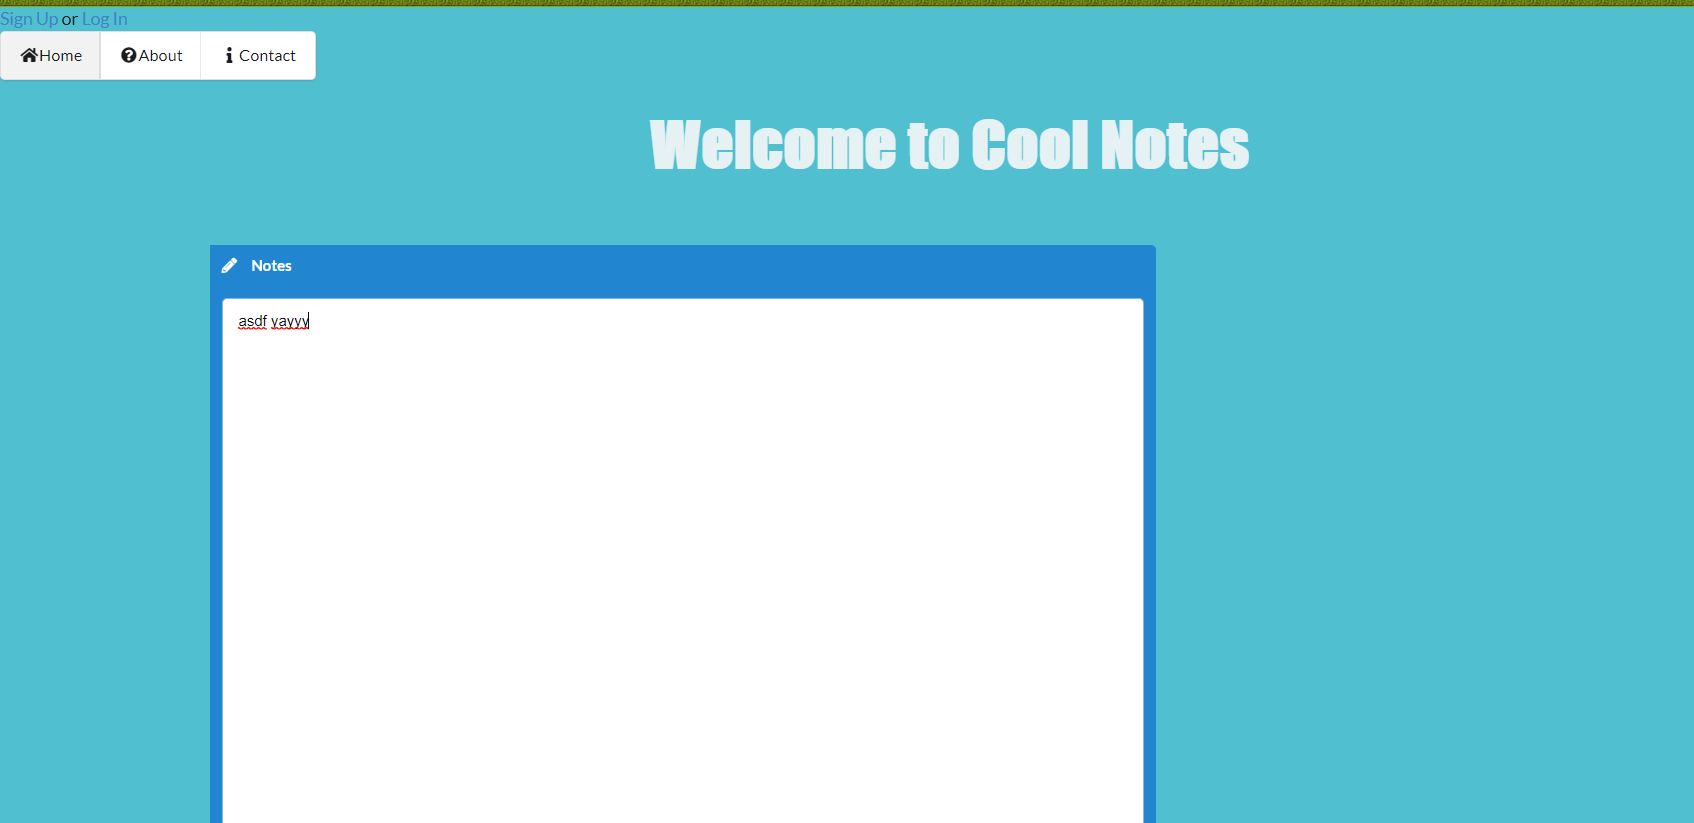 Sign Up or Log In
Home About Contact
Welcome to Cool Notes
Notes
asdf yayyy